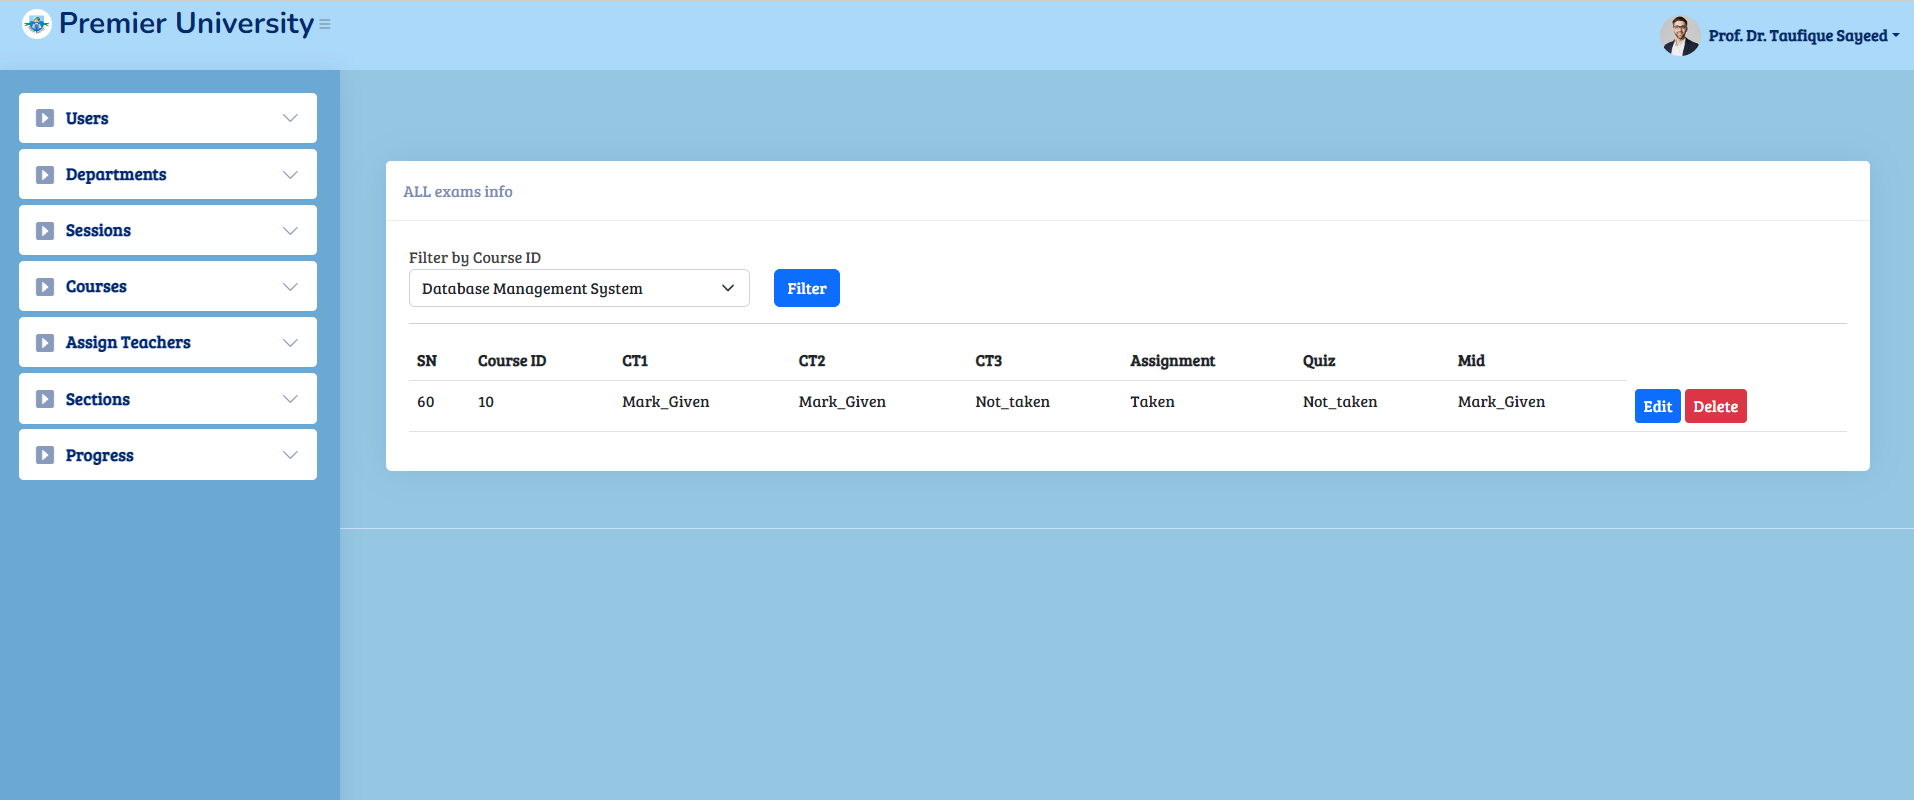 Premier University
Prof. Dr. Taufique Sayeed
Users
Departments
Sessions
Courses
Assign Teachers
Sections
Progress
ALL exams info
Filter by Course ID
Database Management System
Filter
SN Course ID CT1 CT2 CT3 Assignment Quiz Mid
60 10 Mark_Given Mark_Given Not_taken Taken Not_taken Mark_Given Edit Delete